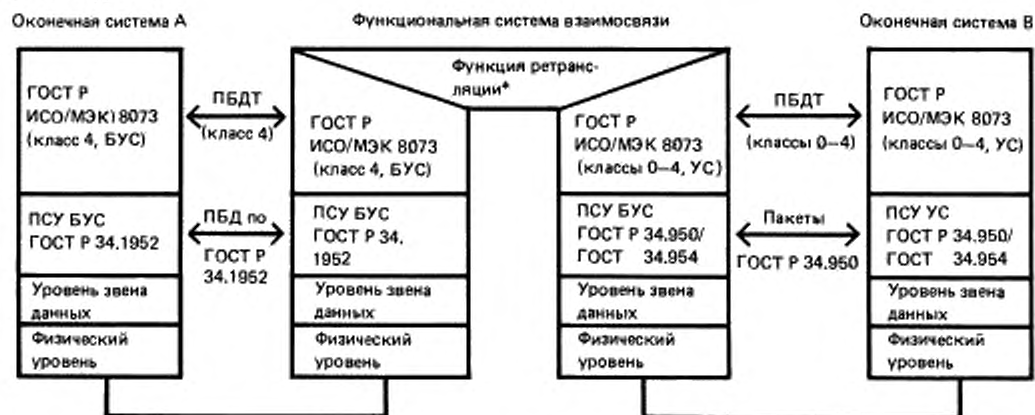 Оконечная система А
Функциональная система взаимосвязи
Оконечная система В
ГОСТ Р
ИСО/МЭК) 8073
(класс 4, БУС)
ПБДТ
(класс 4)
Функция ретранс-
ляции*
ГОСТ Р
ИСО/МЭК 8073
(класс 4, БУС)
ГОСТ Р
ИСО/МЭК 8073
(классы 0—4, УС)
ПБДТ
(классы 0—4)
ГОСТ Р
ИСО/МЭК 8073
(классы 0—4, УС)
ПСУ БУС
ГОСТ Р 34.1952
ПБД по
ГОСТ Р
34.1952
ПСУ БУС
ГОСТ Р 34.
1952
ПСУ БУС
ГОСТ Р 34.950/
ГОСТ 34.954
Пакеты
ГОСТ Р 34.950
ПСУ УС
ГОСТ Р 34.950/
ГОСТ 34.954
Уровень звена
данных
Уровень звена
данных
Уровень звена
данных
Уровень звена
данных
Физический
уровень
Физический
уровень
Физический
уровень
Физический
уровень